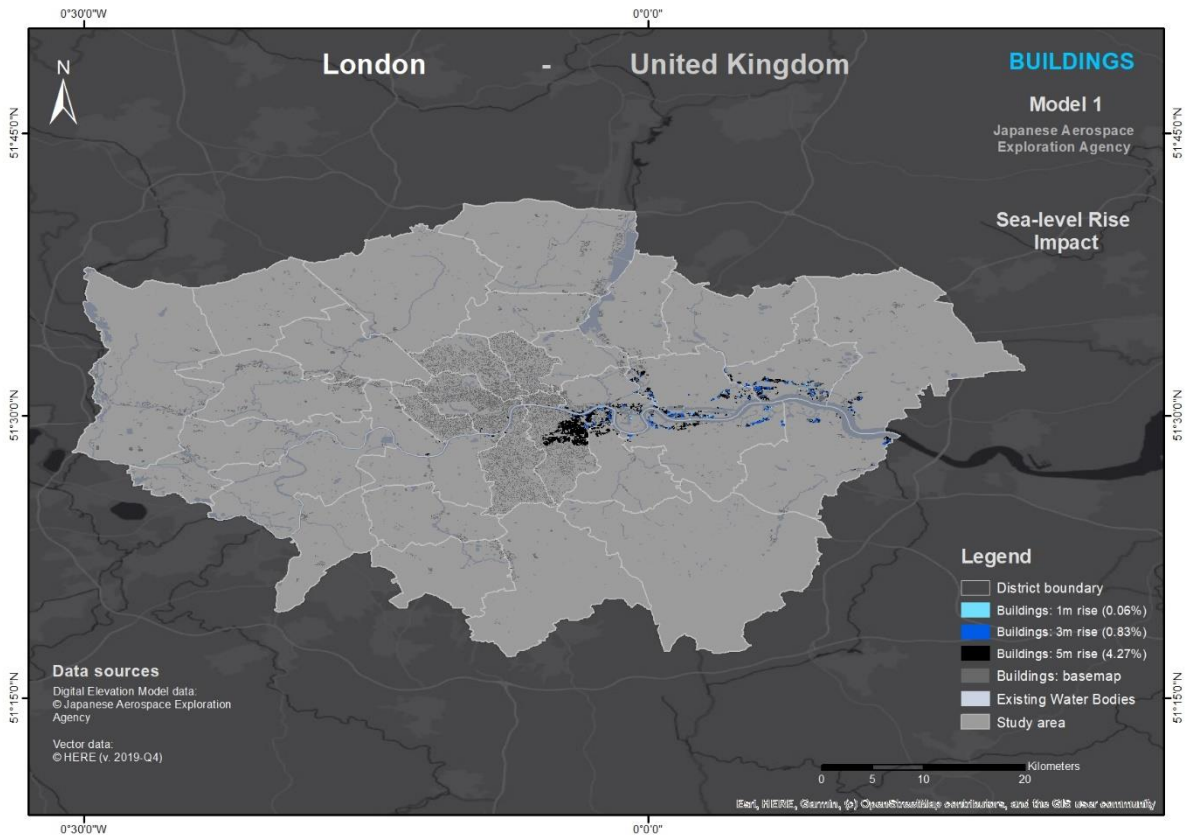 0°30'0"W
0°0'0"
London - United Kingdom
BUILDINGS
N
Model 1
Japanese Aerospace
Exploration Agency
51°45'0"N
51°45'0"N
Sea-level Rise
Impact
51°30'0"N
51°30'0"N
Legend
District boundary
Buildings: 1m rise (0.06%)
Buildings: 3m rise (0.83%)
Buildings: 5m rise (4.27%)
Buildings: basemap
Existing Water Bodies
Study area
Data sources
Digital Elevation Model data:
© Japanese Aerospace Exploration
Agency
Vector data:
© HERE (v. 2019-Q4)
51°15'0"N
51°15'0"N
Kilometers
0 5 10 20
Esri, HERE, Garmin, (c) OpenStreetMap contributors, and the GIS user community
0°30'0"W
0°0'0"